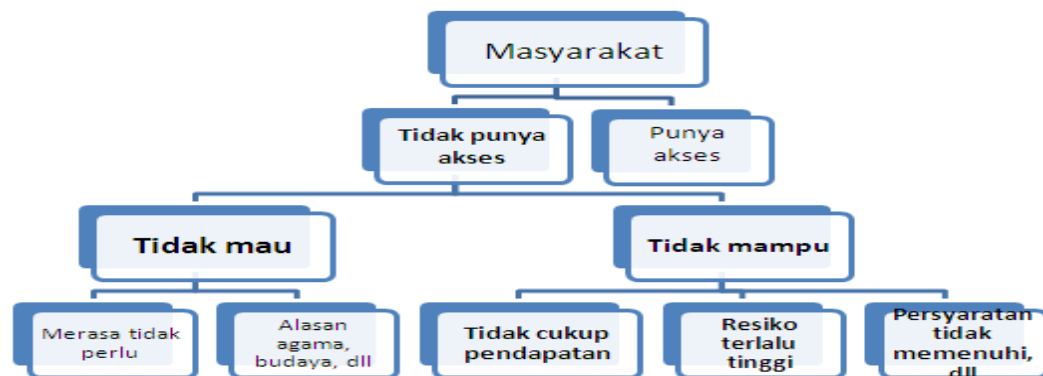 Masyarakat
Tidak punya
akses
Punya
akses
Tidak mau
Tidak mampu
Merasa tidak
perlu
Alasan
agama,
budaya, dll
Tidak cukup
pendapatan
Resiko
terlalu
tinggi
Persyaratan
tidak
memenuhi,
dll